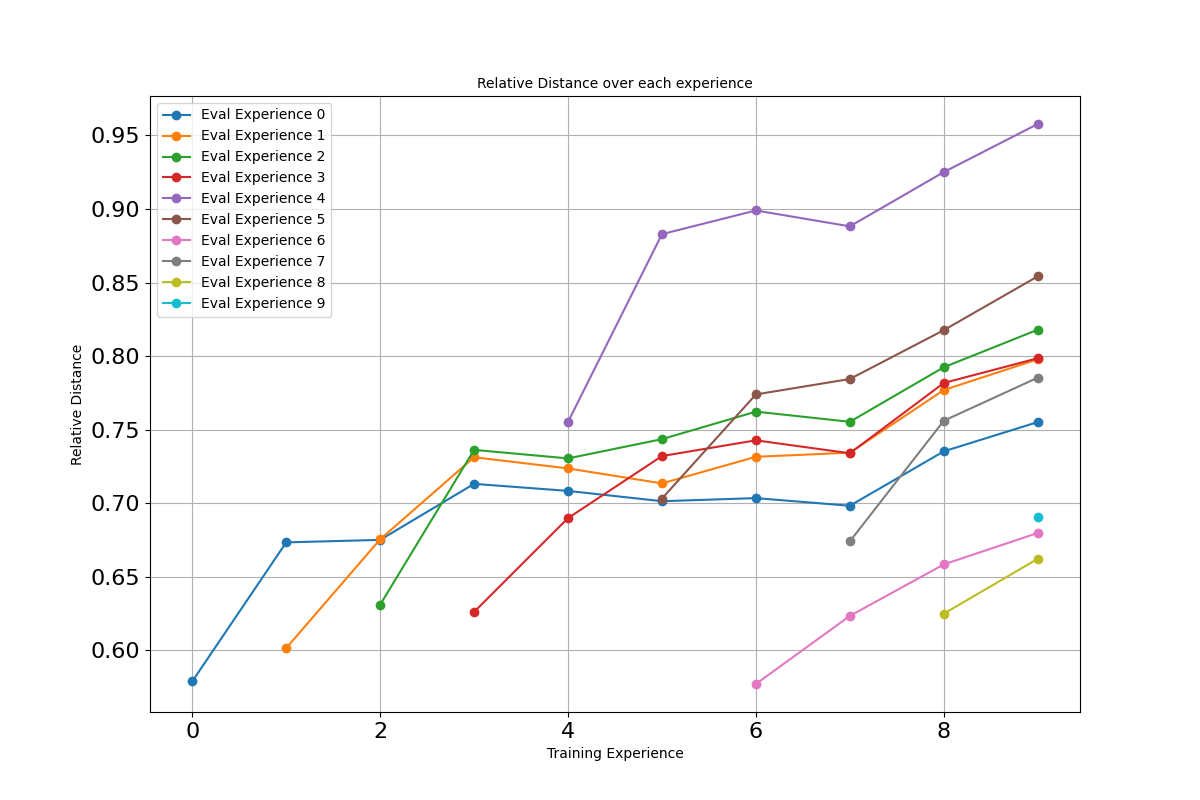 Relative Distance over each experience
Eval Experience 0
Eval Experience 1
Eval Experience 2
Eval Experience 3
Eval Experience 4
Eval Experience 5
Eval Experience 6
Eval Experience 7
Eval Experience 8
Eval Experience 9
Relative Distance
0.95
0.90
0.85
0.80
0.75
0.70
0.65
0.60
0 2 4 6 8
Training Experience